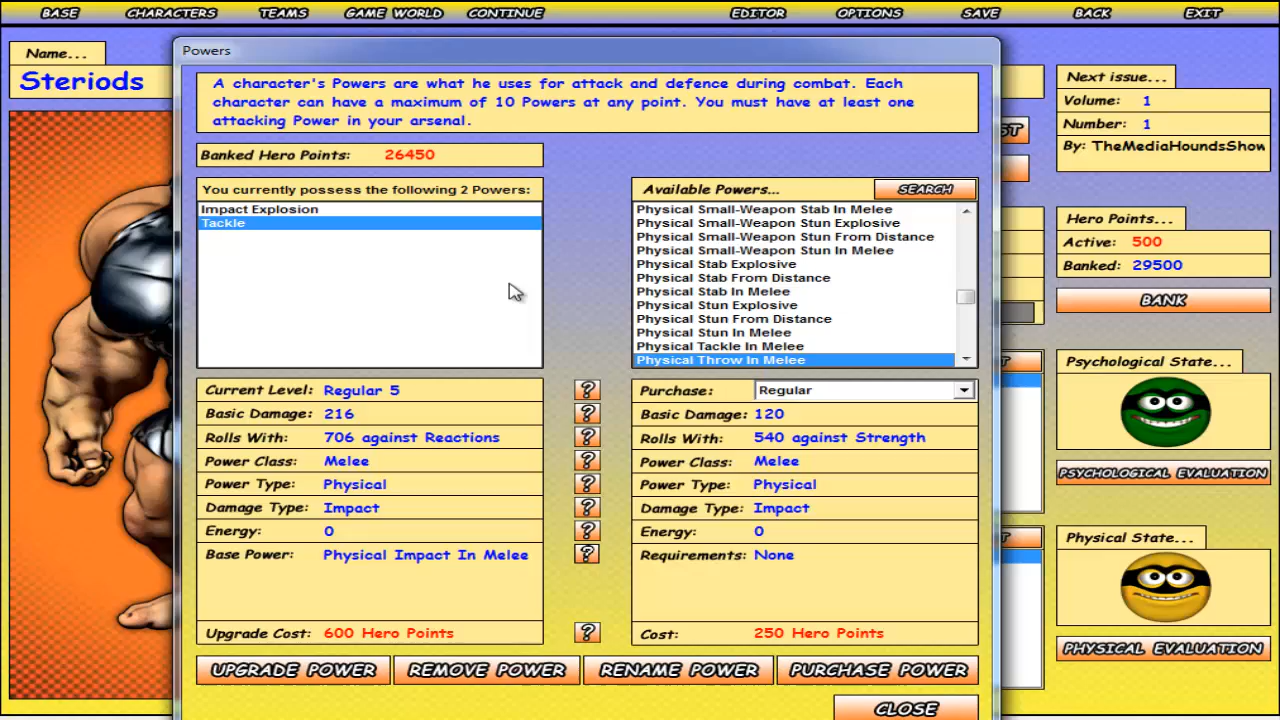 BASE CHARACTERS TEAMS GAME WORLD CONTINUE EDITOR OPTIONS SAVE BACK EXIT
Name...
Steriods
Powers
A character's Powers are what he uses for attack and defence during combat. Each
character can have a maximum of 10 Powers at any point. You must have at least one
attacking Power in your arsenal.
Banked Hero Points: 26450
You currently possess the following 2 Powers:
Impact Explosion
Tackle
Available Powers... SEARCH
Physical Small-Weapon Stab In Melee
Physical Small-Weapon Stun Explosive
Physical Small-Weapon Stun From Distance
Physical Small-Weapon Stun In Melee
Physical Stab Explosive
Physical Stab From Distance
Physical Stab In Melee
Physical Stun Explosive
Physical Stun From Distance
Physical Stun In Melee
Physical Tackle In Melee
Physical Throw In Melee
Current Level: Regular 5
Basic Damage: 216
Rolls With: 706 against Reactions
Power Class: Melee
Power Type: Physical
Damage Type: Impact
Energy: 0
Base Power: Physical Impact In Melee
Upgrade Cost: 600 Hero Points
?
?
?
?
?
?
?
?
?
Purchase: Regular
Basic Damage: 120
Rolls With: 540 against Strength
Power Class: Melee
Power Type: Physical
Damage Type: Impact
Energy: 0
Requirements: None
Cost: 250 Hero Points
UPGRADE POWER REMOVE POWER RENAME POWER PURCHASE POWER
CLOSE
ST
T
T
Next issue...
Volume: 1
Number: 1
By: TheMediaHoundsShow
Hero Points...
Active: 500
Banked: 29500
BANK
Psychological State...
PSYCHOLOGICAL EVALUATION
Physical State...
PHYSICAL EVALUATION